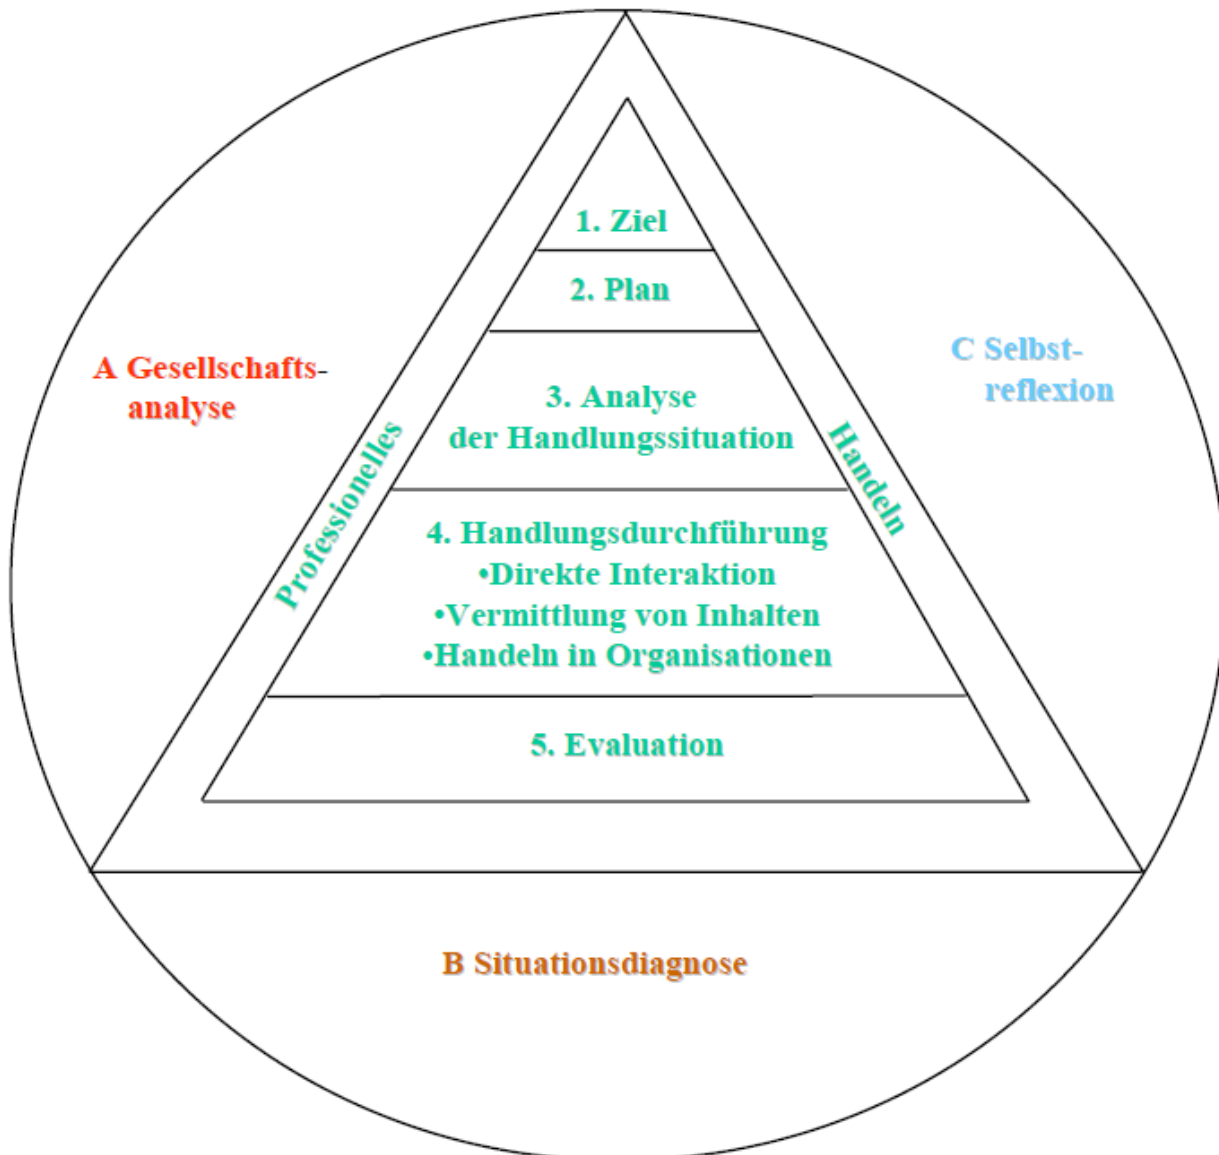 1. Ziel
2. Plan
A Gesellschafts-
analyse
C Selbst-
reflexion
3. Analyse
der Handlungssituation
Professionelles
Handeln
4. Handlungsdurchführung
•Direkte Interaktion
•Vermittlung von Inhalten
•Handeln in Organisationen
5. Evaluation
B Situationsdiagnose